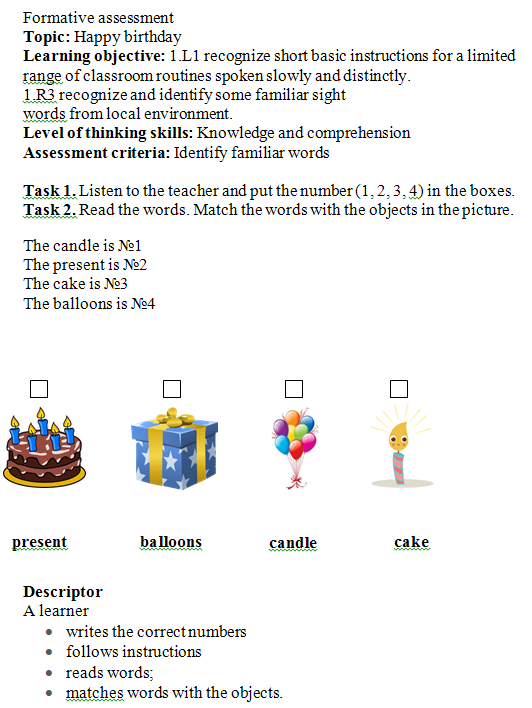 Formative assessment
Topic: Happy birthday
Learning objective: 1.L1 recognize short basic instructions for a limited
range of classroom routines spoken slowly and distinctly.
1.R3 recognize and identify some familiar sight
words from local environment.
Level of thinking skills: Knowledge and comprehension
Assessment criteria: Identify familiar words
Task 1. Listen to the teacher and put the number (1, 2, 3, 4) in the boxes.
Task 2. Read the words. Match the words with the objects in the picture.
The candle is №1
The present is №2
The cake is №3
The balloons is №4
present balloons candle cake
Descriptor
A learner
• writes the correct numbers
• follows instructions
• reads words;
• matches words with the objects.